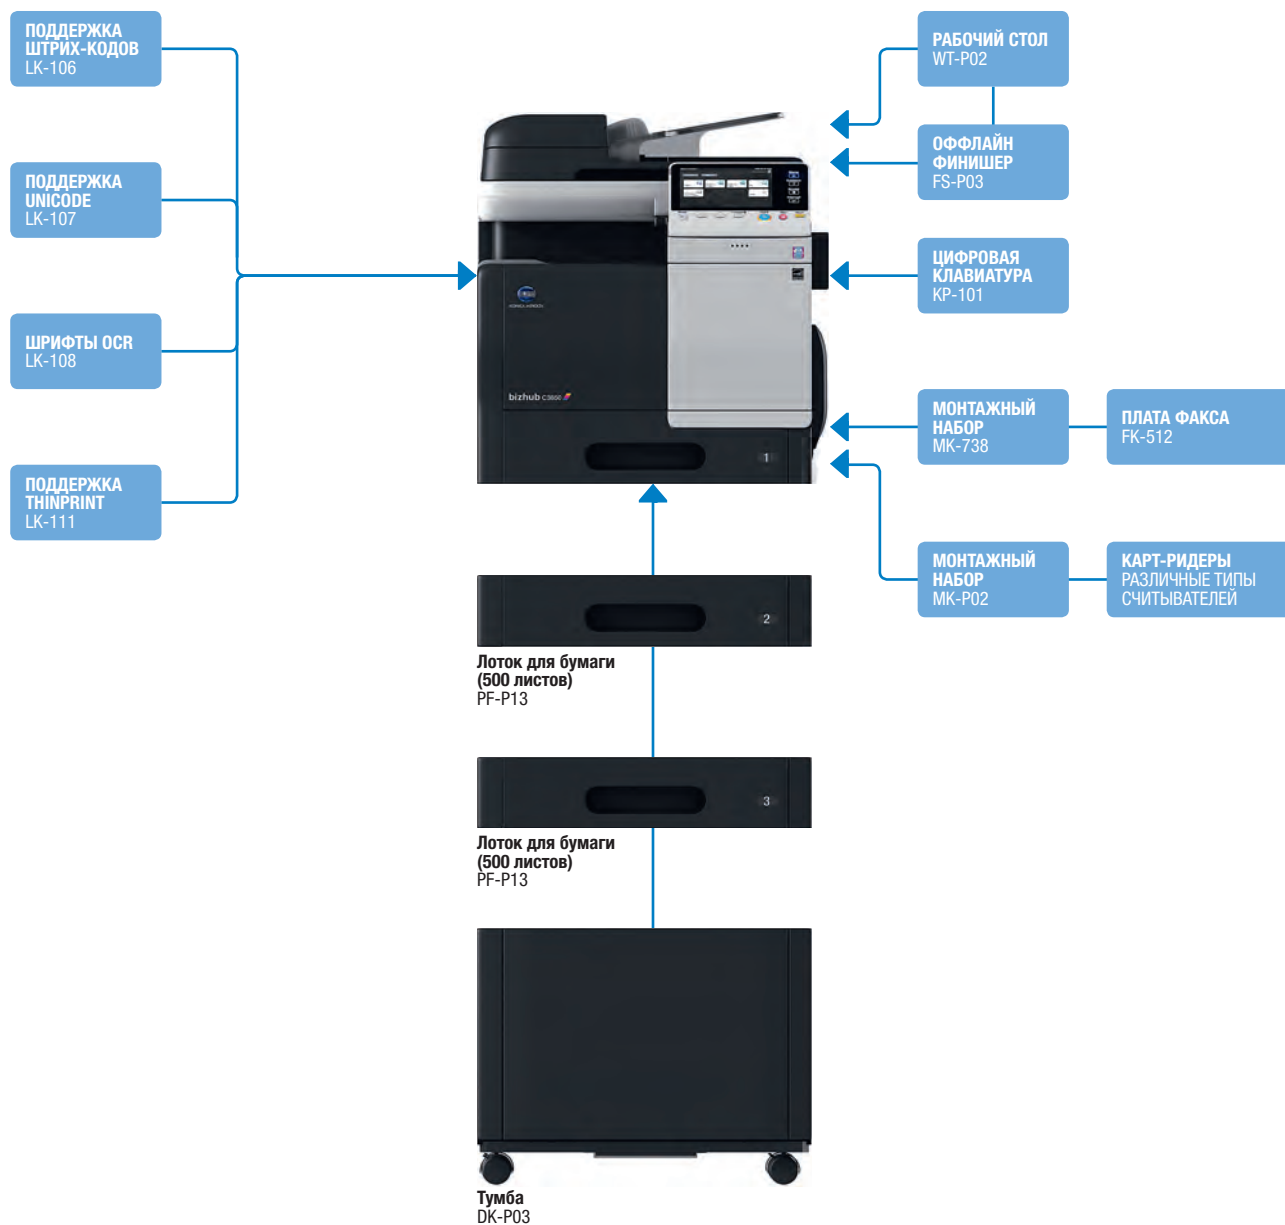 ПОДДЕРЖКА
ШТРИХ-КОДОВ
LK-106
ПОДДЕРЖКА
UNICODE
LK-107
ШРИФТЫ OCR
LK-108
ПОДДЕРЖКА
THINPRINT
LK-111
РАБОЧИЙ СТОЛ
WT-P02
ОФФЛАЙН
ФИНИШЕР
FS-P03
ЦИФРОВАЯ
КЛАВИАТУРА
KP-101
МОНТАЖНЫЙ
НАБОР
MK-738
ПЛАТА ФАКСА
FK-512
МОНТАЖНЫЙ
НАБОР
MK-P02
КАРТ-РИДЕРЫ
РАЗЛИЧНЫЕ ТИПЫ
СЧИТЫВАТЕЛЕЙ
KONICA MINOLTA
bizhub
1
2
Лоток для бумаги
(500 листов)
PF-P13
3
Лоток для бумаги
(500 листов)
PF-P13
Тумба
DK-P03